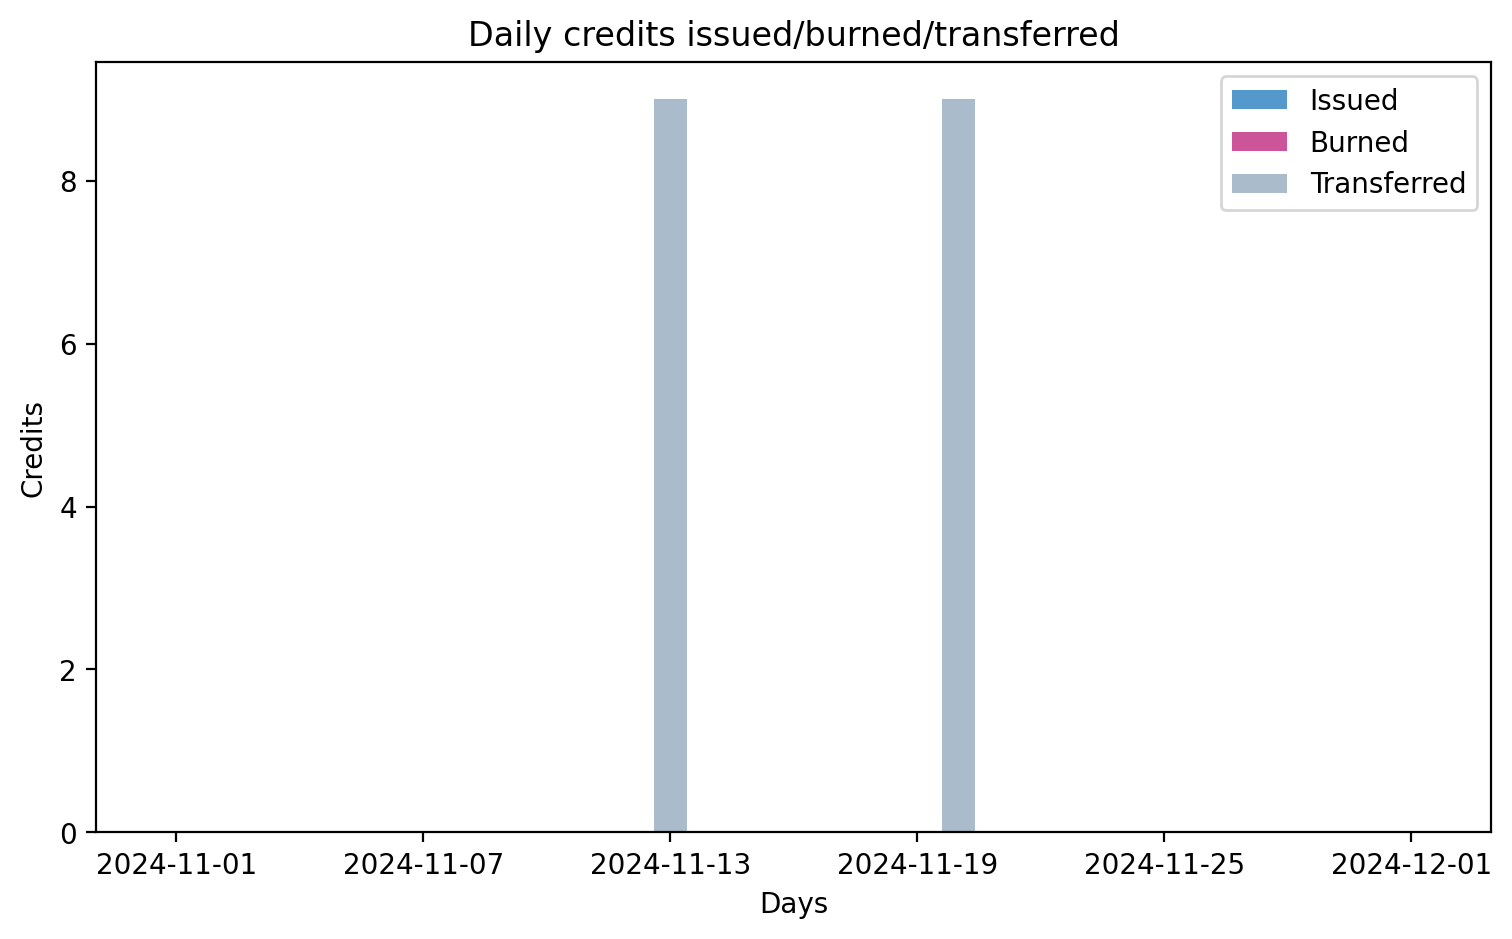 Daily credits issued/burned/transferred
Issued
Burned
Transferred
8
6
4
2
0
Credits
2024-11-01
2024-11-07
2024-11-13
2024-11-19
2024-11-25
2024-12-01
Days